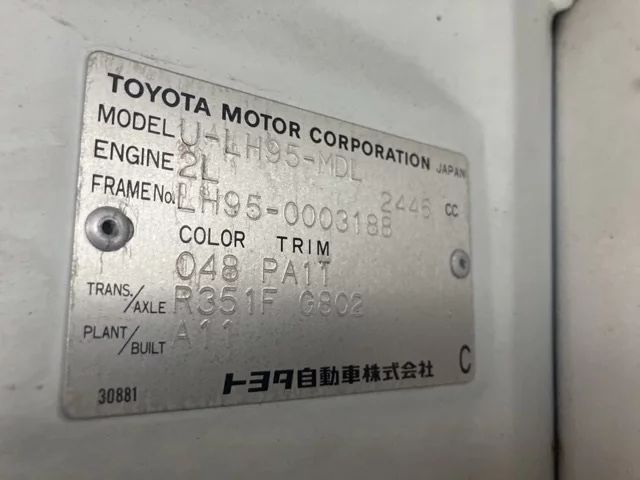 TOYOTA MOTOR CORPORATION JAPAN
MODEL U-LH95-MDL
ENGINE 2L 2446 CC
FRAME No. LH95-0003188
COLOR TRIM
048 PA1T
TRANS./AXLE R351F G802
PLANT/BUILT A11
トヨタ自動車株式会社 C
30881